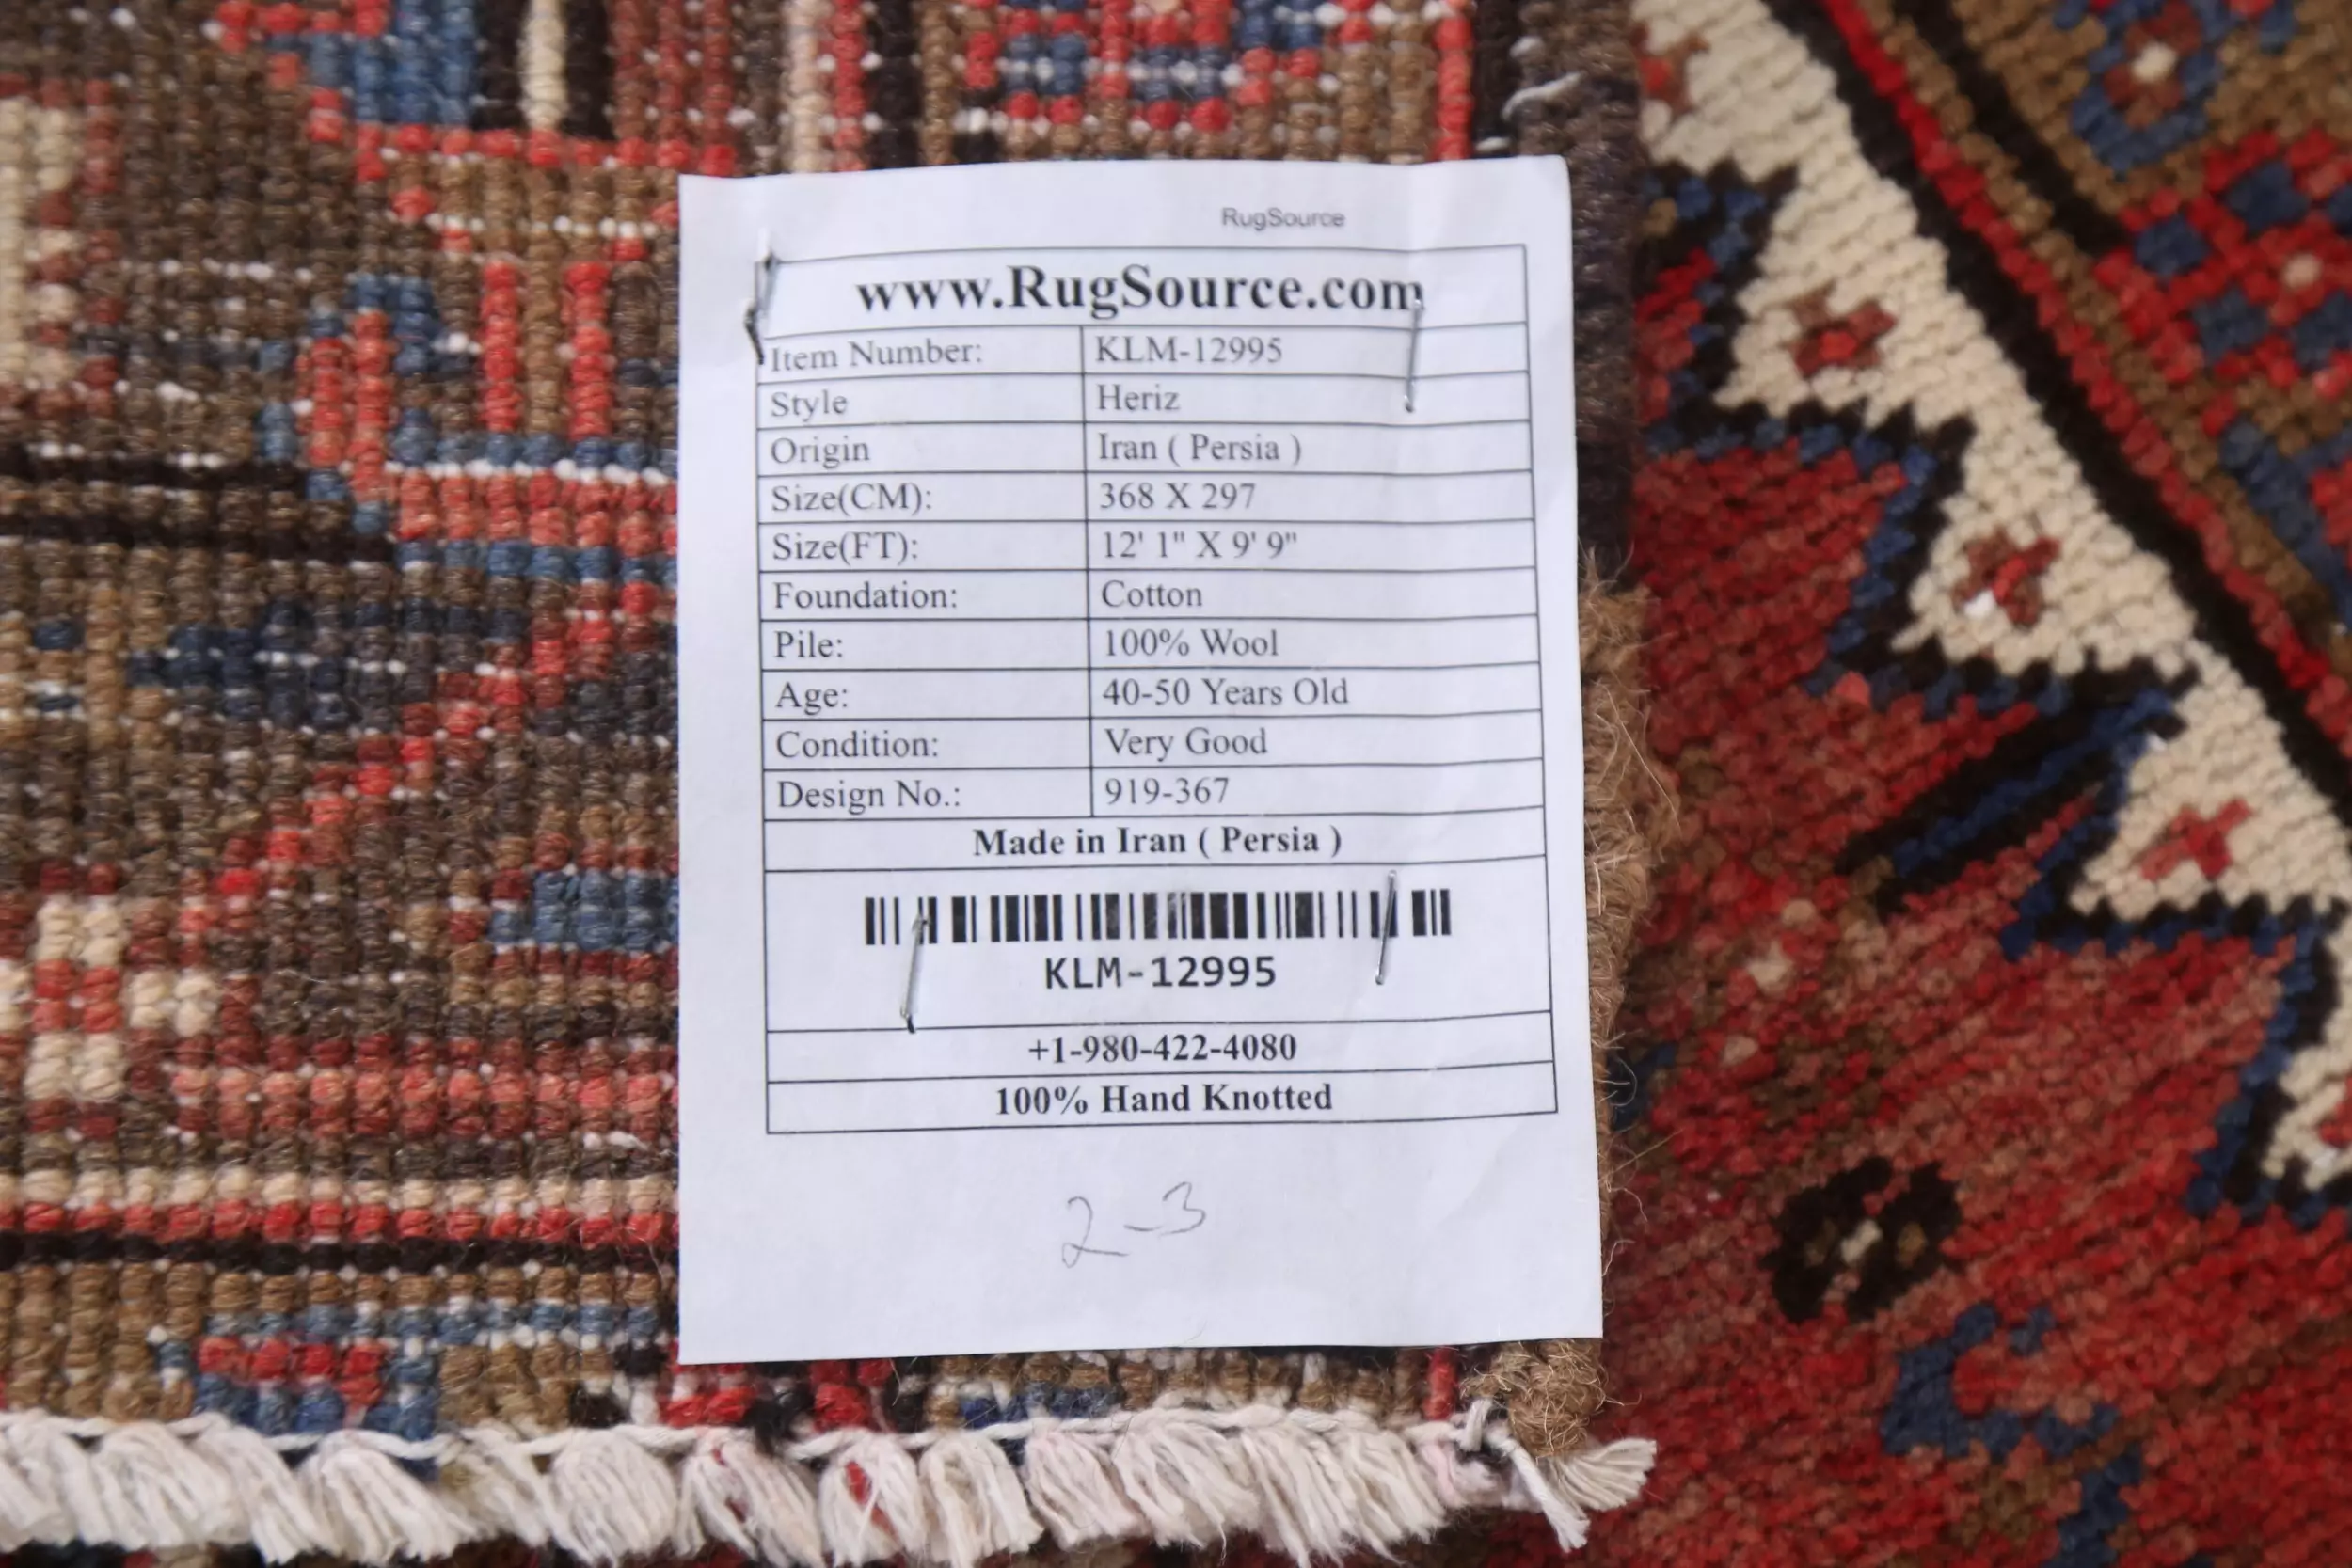 RugSource
www.RugSource.com
Item Number: KLM-12995
Style Heriz
Origin Iran ( Persia )
Size(CM): 368 X 297
Size(FT): 12' 1" X 9' 9"
Foundation: Cotton
Pile: 100% Wool
Age: 40-50 Years Old
Condition: Very Good
Design No.: 919-367
Made in Iran ( Persia )
KLM-12995
+1-980-422-4080
100% Hand Knotted
2-3